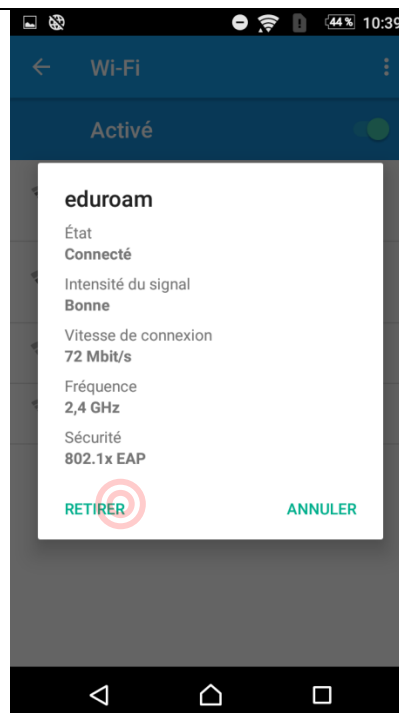 44% 10:39
Wi-Fi
Activé
eduroam
État
Connecté
Intensité du signal
Bonne
Vitesse de connexion
72 Mbit/s
Fréquence
2,4 GHz
Sécurité
802.1x EAP
RETIRER ANNULER